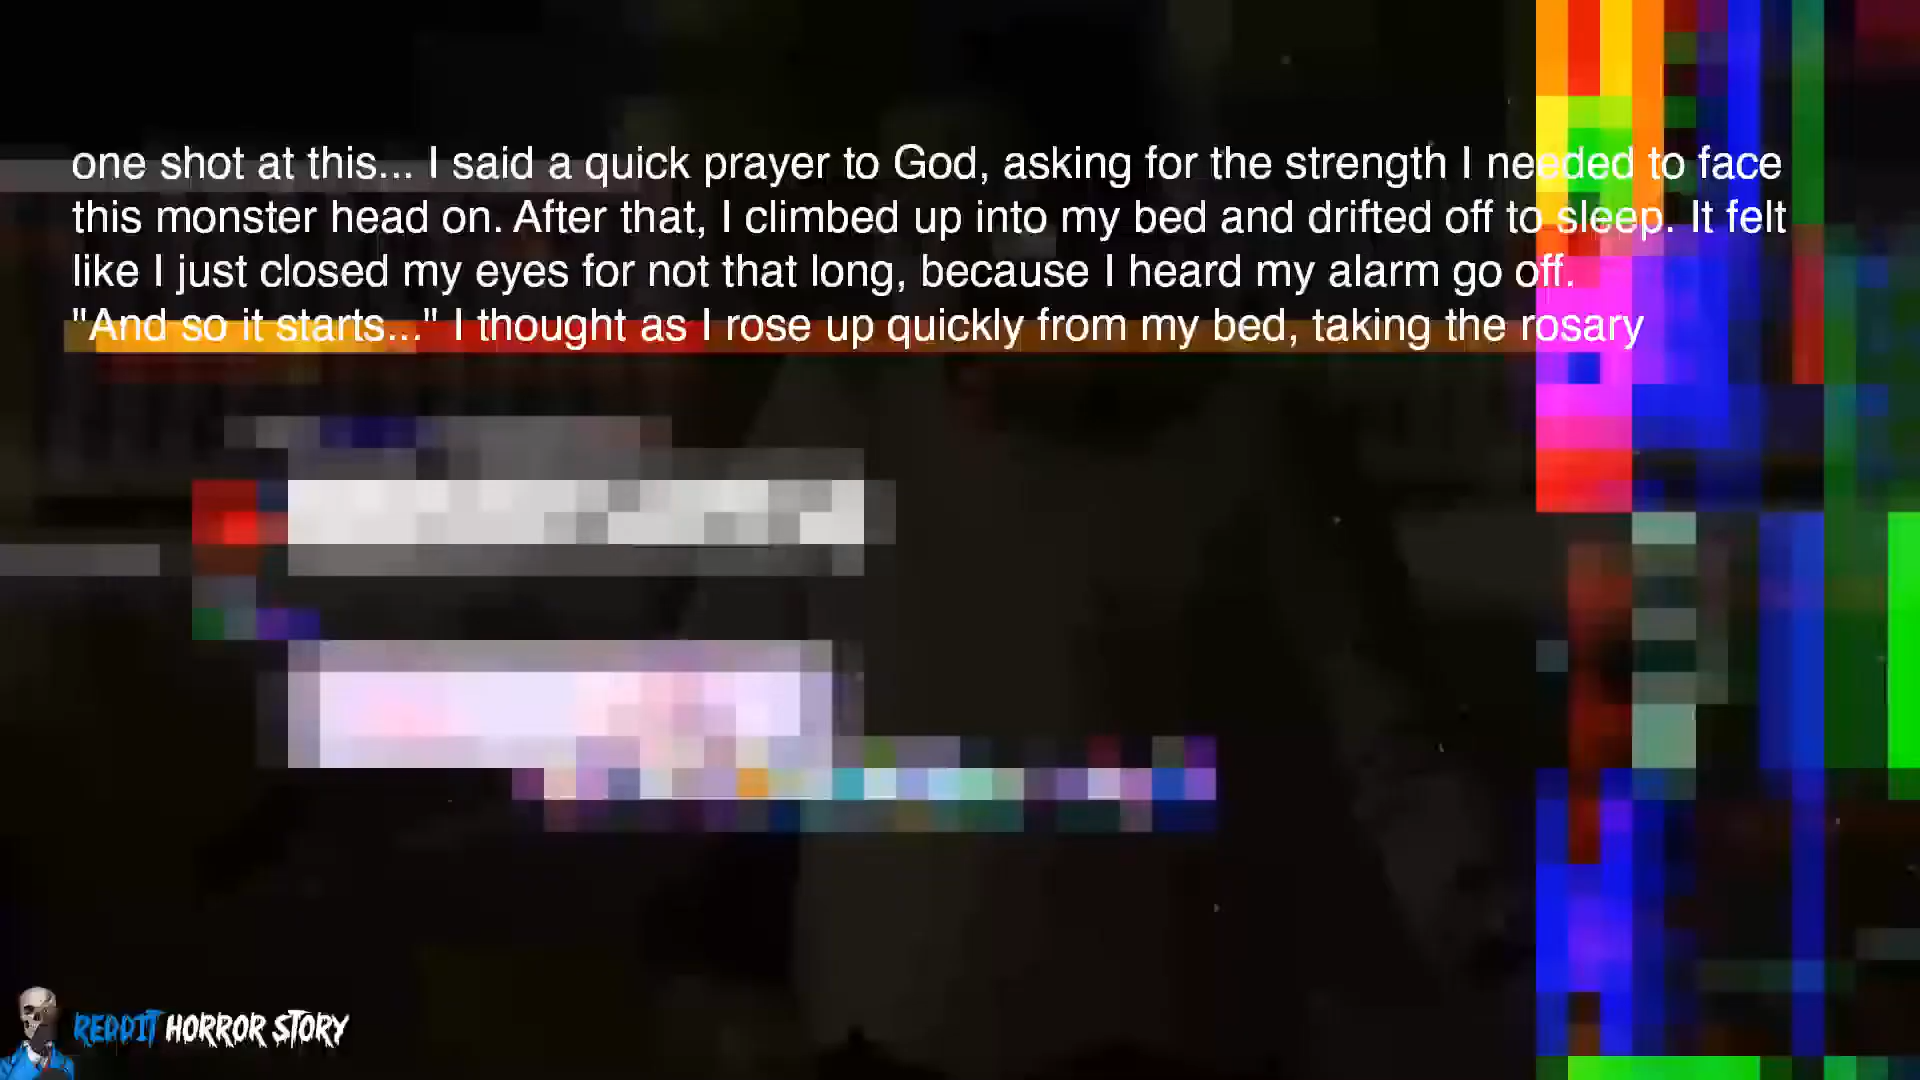 one shot at this... I said a quick prayer to God, asking for the strength I needed to face
this monster head on. After that, I climbed up into my bed and drifted off to sleep. It felt
like I just closed my eyes for not that long, because I heard my alarm go off.
"And so it starts..." I thought as I rose up quickly from my bed, taking the rosary
REDDIT HORROR STORY